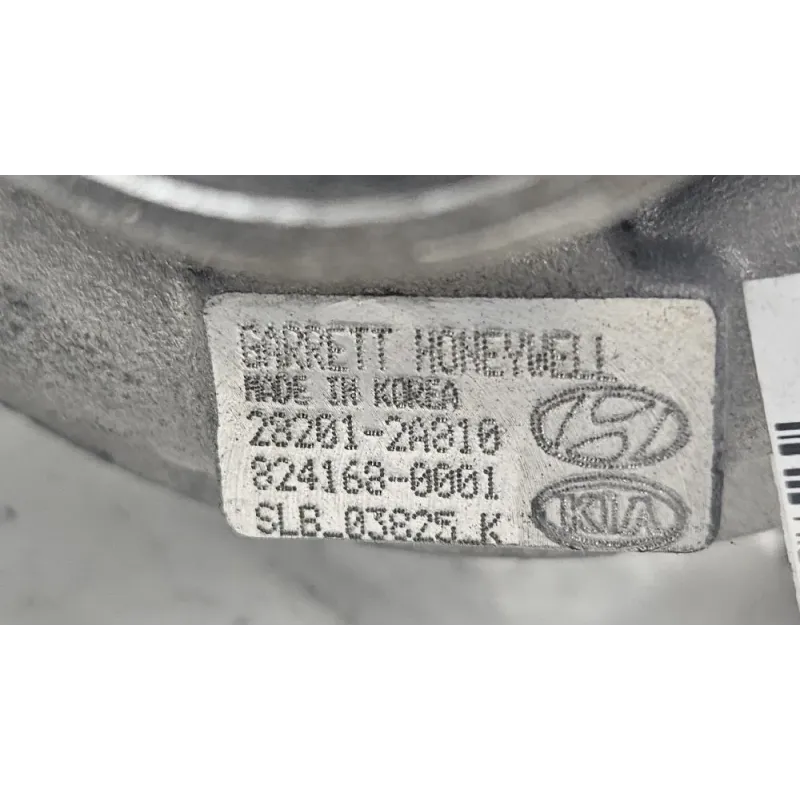 GARRETT HONEYWELL
MADE IN KOREA
28201-2A810
824168-0001
SLB_03825_K
KIA